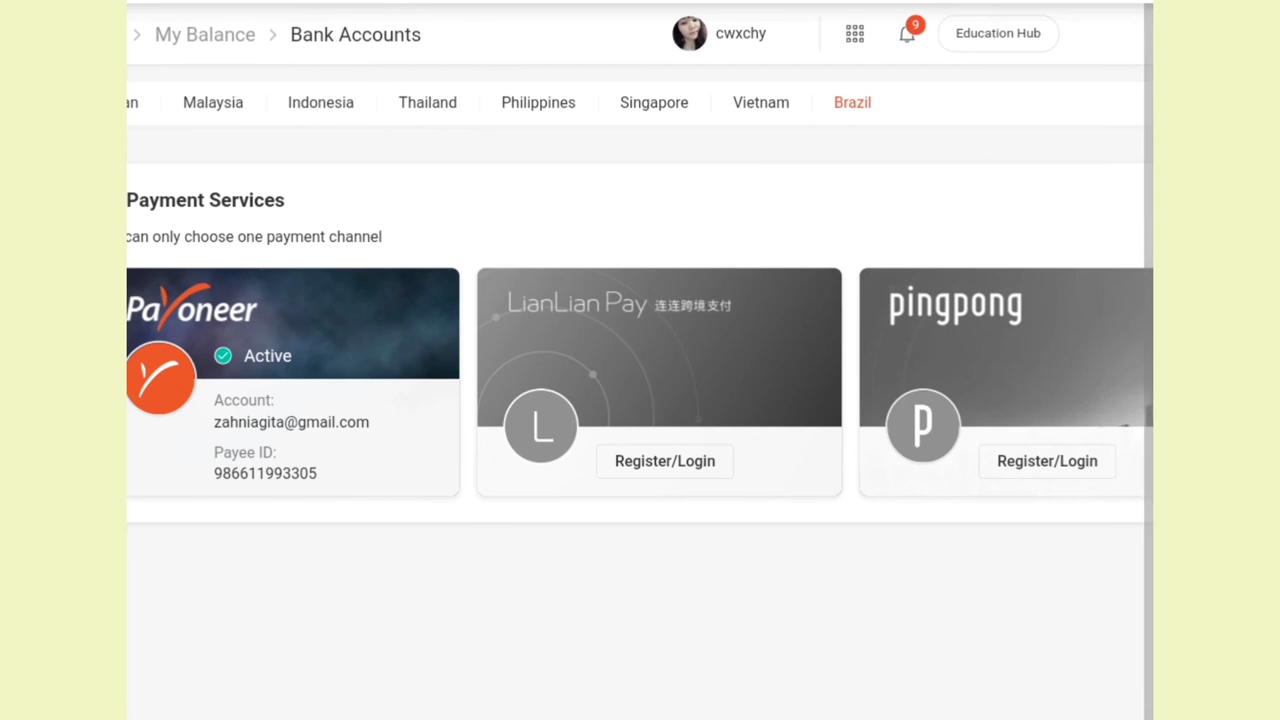 My Balance Bank Accounts
cwxchy
9
Education Hub
an Malaysia Indonesia Thailand Philippines Singapore Vietnam Brazil
Payment Services
can only choose one payment channel
Payoneer
Active
Account:
zahniagita@gmail.com
Payee ID:
986611993305
LianLian Pay 连连跨境支付
L
Register/Login
pingpong
P
Register/Login